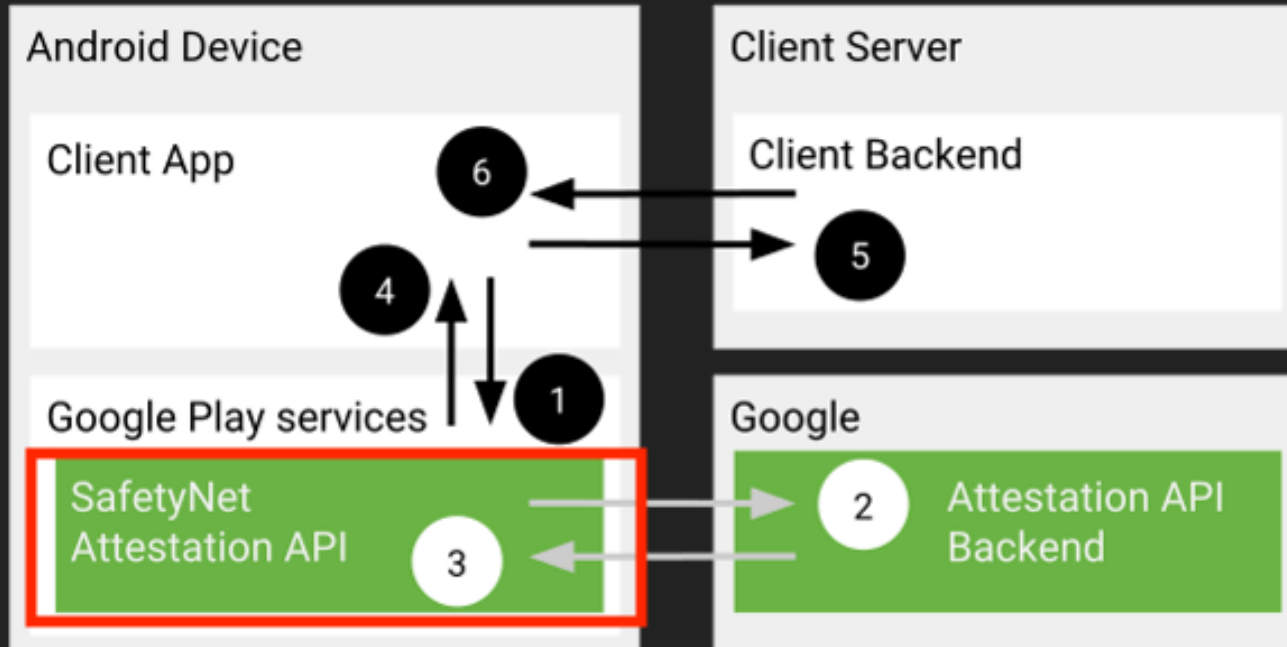 Android Device
Client App
6
4
1
Google Play services
SafetyNet
Attestation API
3
Client Server
Client Backend
5
Google
2
Attestation API
Backend